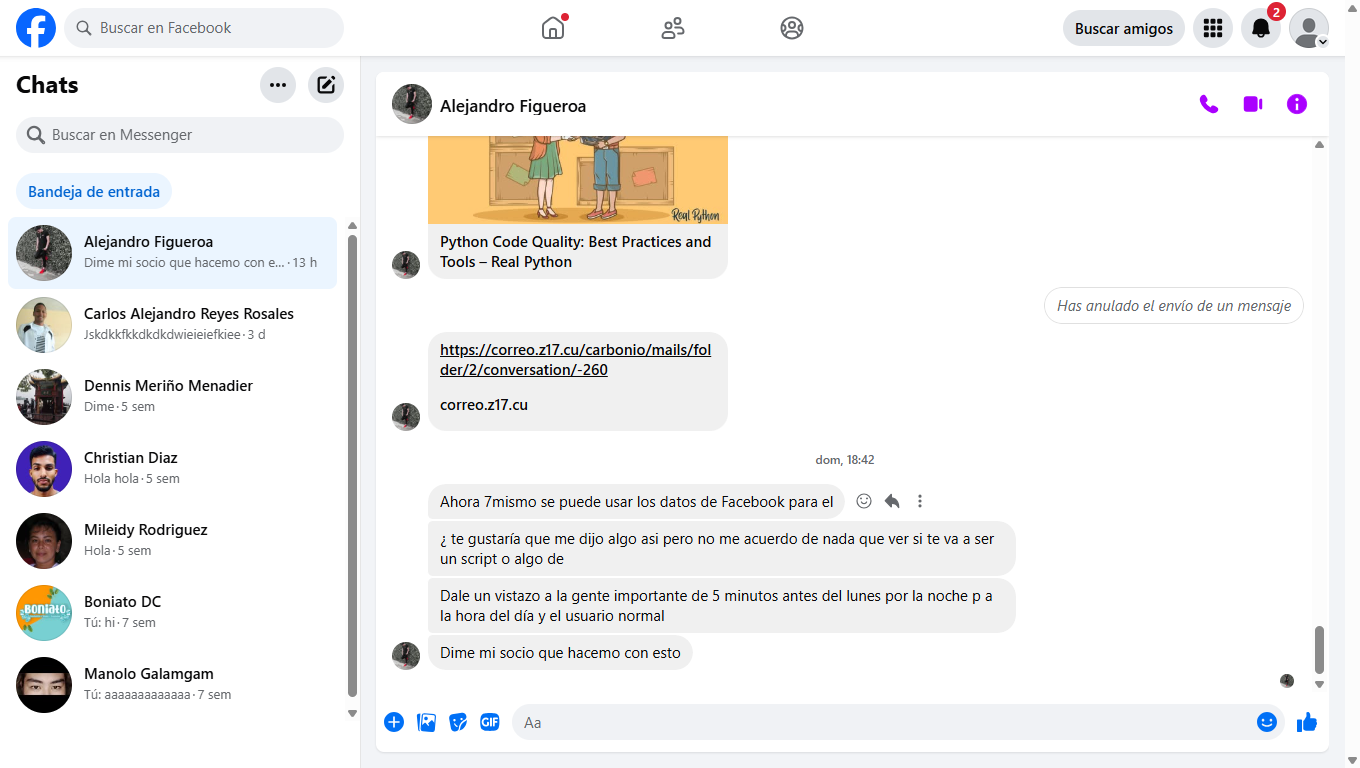 Buscar en Facebook
Buscar amigos
2
Chats
Buscar en Messenger
Bandeja de entrada
Alejandro Figueroa
Dime mi socio que hacemo con e... · 13 h
Carlos Alejandro Reyes Rosales
Jskdkkfkkdkdkdwieieiefkiee · 3 d
Dennis Meriño Menadier
Dime · 5 sem
Christian Diaz
Hola hola · 5 sem
Mileidy Rodriguez
Hola · 5 sem
BONIATO
Boniato DC
Tú: hi · 7 sem
Manolo Galamgam
Tú: aaaaaaaaaaaaa · 7 sem
Alejandro Figueroa
Real Python
Python Code Quality: Best Practices and
Tools – Real Python
Has anulado el envío de un mensaje
https://correo.z17.cu/carbonio/mails/fol
der/2/conversation/-260
correo.z17.cu
dom, 18:42
Ahora 7mismo se puede usar los datos de Facebook para el
¿ te gustaría que me dijo algo asi pero no me acuerdo de nada que ver si te va a ser
un script o algo de
Dale un vistazo a la gente importante de 5 minutos antes del lunes por la noche p a
la hora del día y el usuario normal
Dime mi socio que hacemo con esto
GIF
Aa